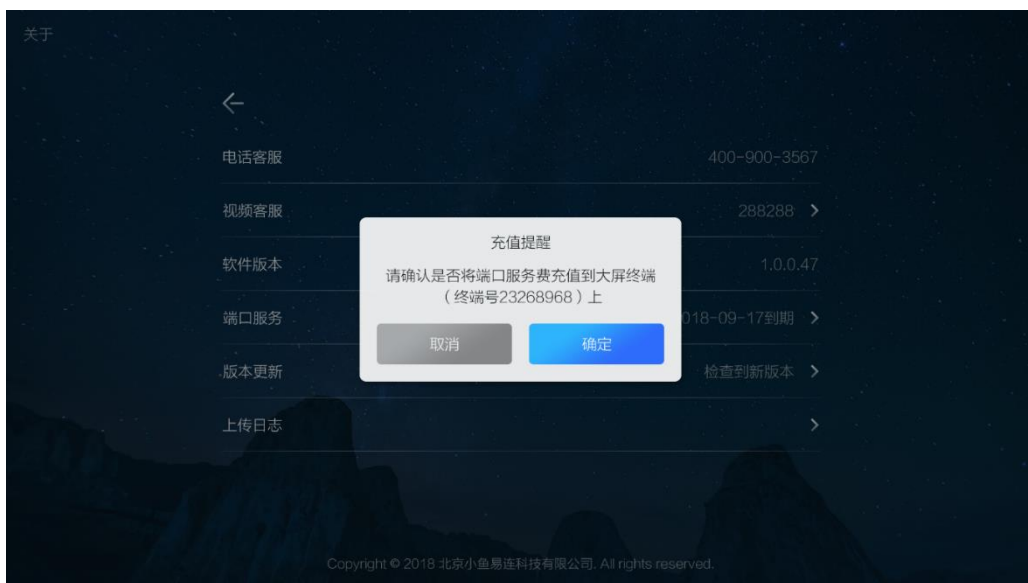 关于
电话客服 400-900-3567
视频客服 288288
充值提醒
请确认是否将端口服务费充值到大屏终端
（终端号23268968）上
取消 确定
软件版本 1.0.0.47
端口服务 018-09-17到期
版本更新 检查到新版本
上传日志
Copyright © 2018 北京小鱼易连科技有限公司. All rights reserved.